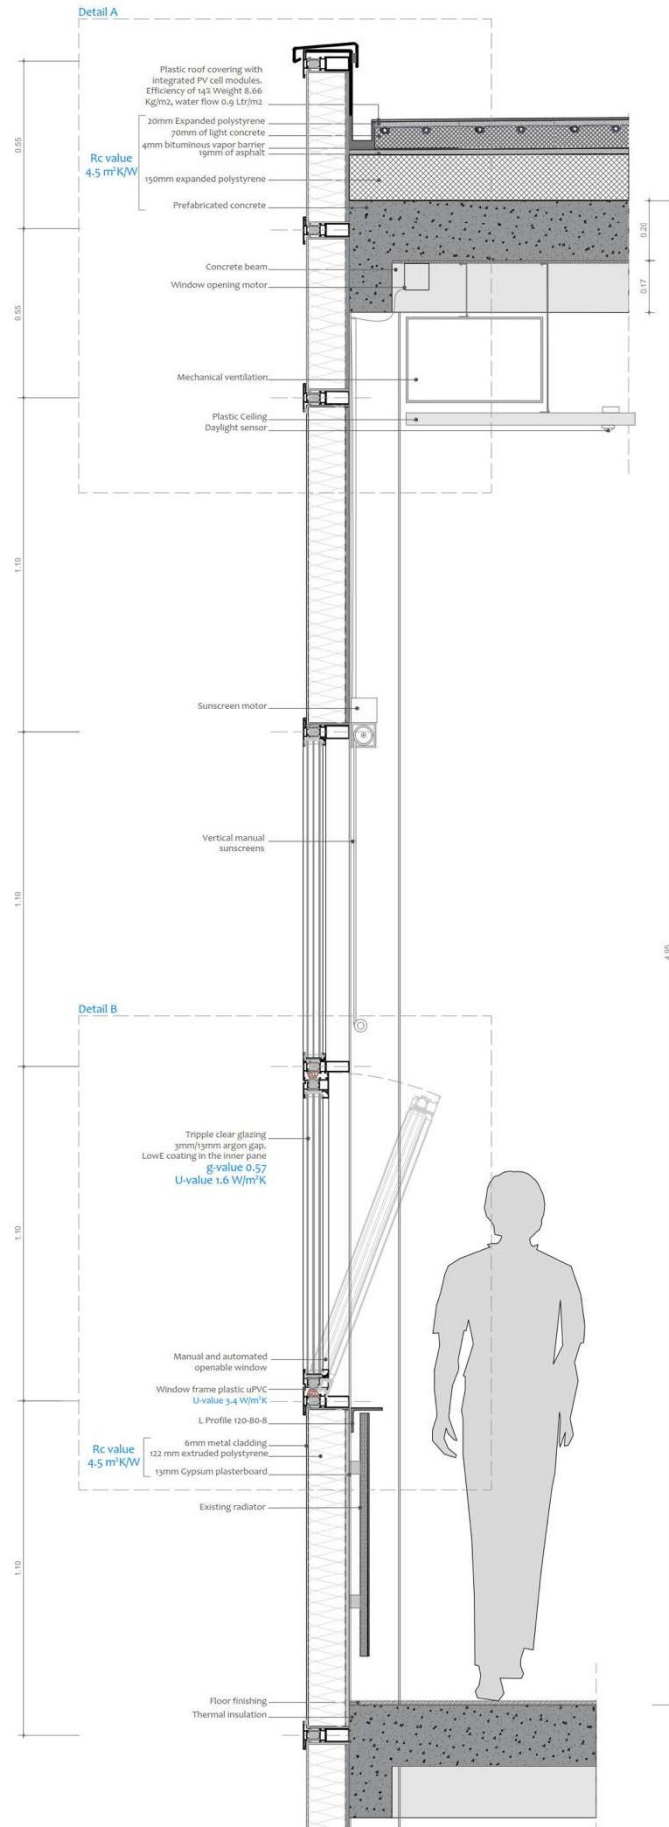 Detail A
Plastic roof covering with
integrated PV cell modules.
Efficiency of 14% Weight 8.66
Kg/m2, water flow 0.9 Ltr/m2
20mm Expanded polystyrene
70mm of light concrete
4mm bituminous vapor barrier
19mm of asphalt
Rc value
4.5 m²K/W
150mm expanded polystyrene
Prefabricated concrete
Concrete beam
Window opening motor
Mechanical ventilation
Plastic Ceiling
Daylight sensor
Sunscreen motor
Vertical manual
sunscreens
Detail B
Tripple clear glazing
3mm/13mm argon gap.
LowE coating in the inner pane
g-value 0.57
U-value 1.6 W/m²K
Manual and automated
openable window
Window frame plastic uPVC
U-value 3.4 W/m²K
L Profile 120-80-8
Rc value
4.5 m²K/W
6mm metal cladding
122 mm extruded polystyrene
13mm Gypsum plasterboard
Existing radiator
Floor finishing
Thermal insulation
0.55
0.55
1.10
1.10
1.10
1.10
0.20
0.17
4.95